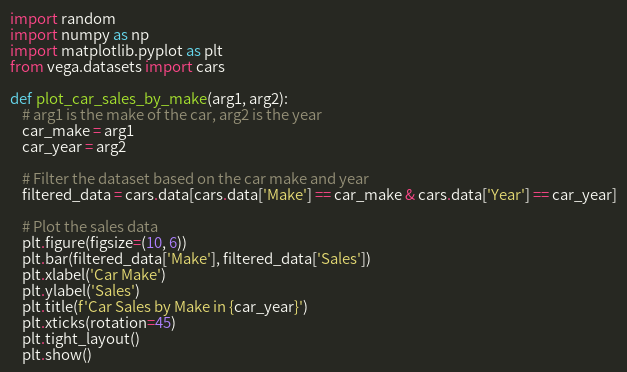 import random
import numpy as np
import matplotlib.pyplot as plt
from vega.datasets import cars

def plot_car_sales_by_make(arg1, arg2):
    # arg1 is the make of the car, arg2 is the year
    car_make = arg1
    car_year = arg2

    # Filter the dataset based on the car make and year
    filtered_data = cars.data[cars.data['Make'] == car_make & cars.data['Year'] == car_year]

    # Plot the sales data
    plt.figure(figsize=(10, 6))
    plt.bar(filtered_data['Make'], filtered_data['Sales'])
    plt.xlabel('Car Make')
    plt.ylabel('Sales')
    plt.title(f'Car Sales by Make in {car_year}')
    plt.xticks(rotation=45)
    plt.tight_layout()
    plt.show()